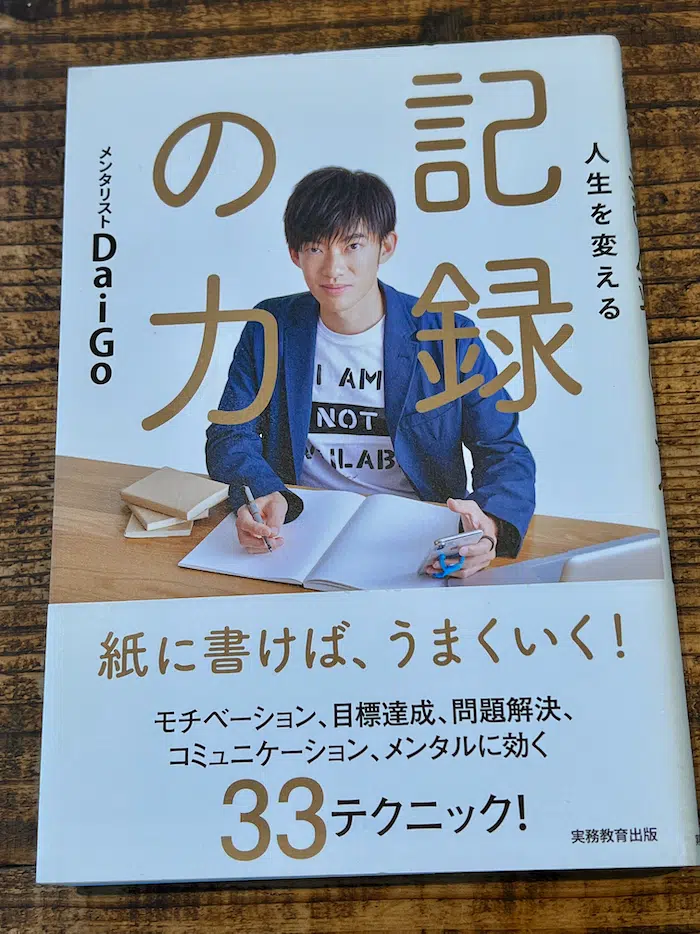 人生を変える
記録
の力
メンタリスト DaiGo
I AM
NOT
紙に書けば、うまくいく!
モチベーション、目標達成、問題解決、
コミュニケーション、メンタルに効く
33テクニック!
実務教育出版